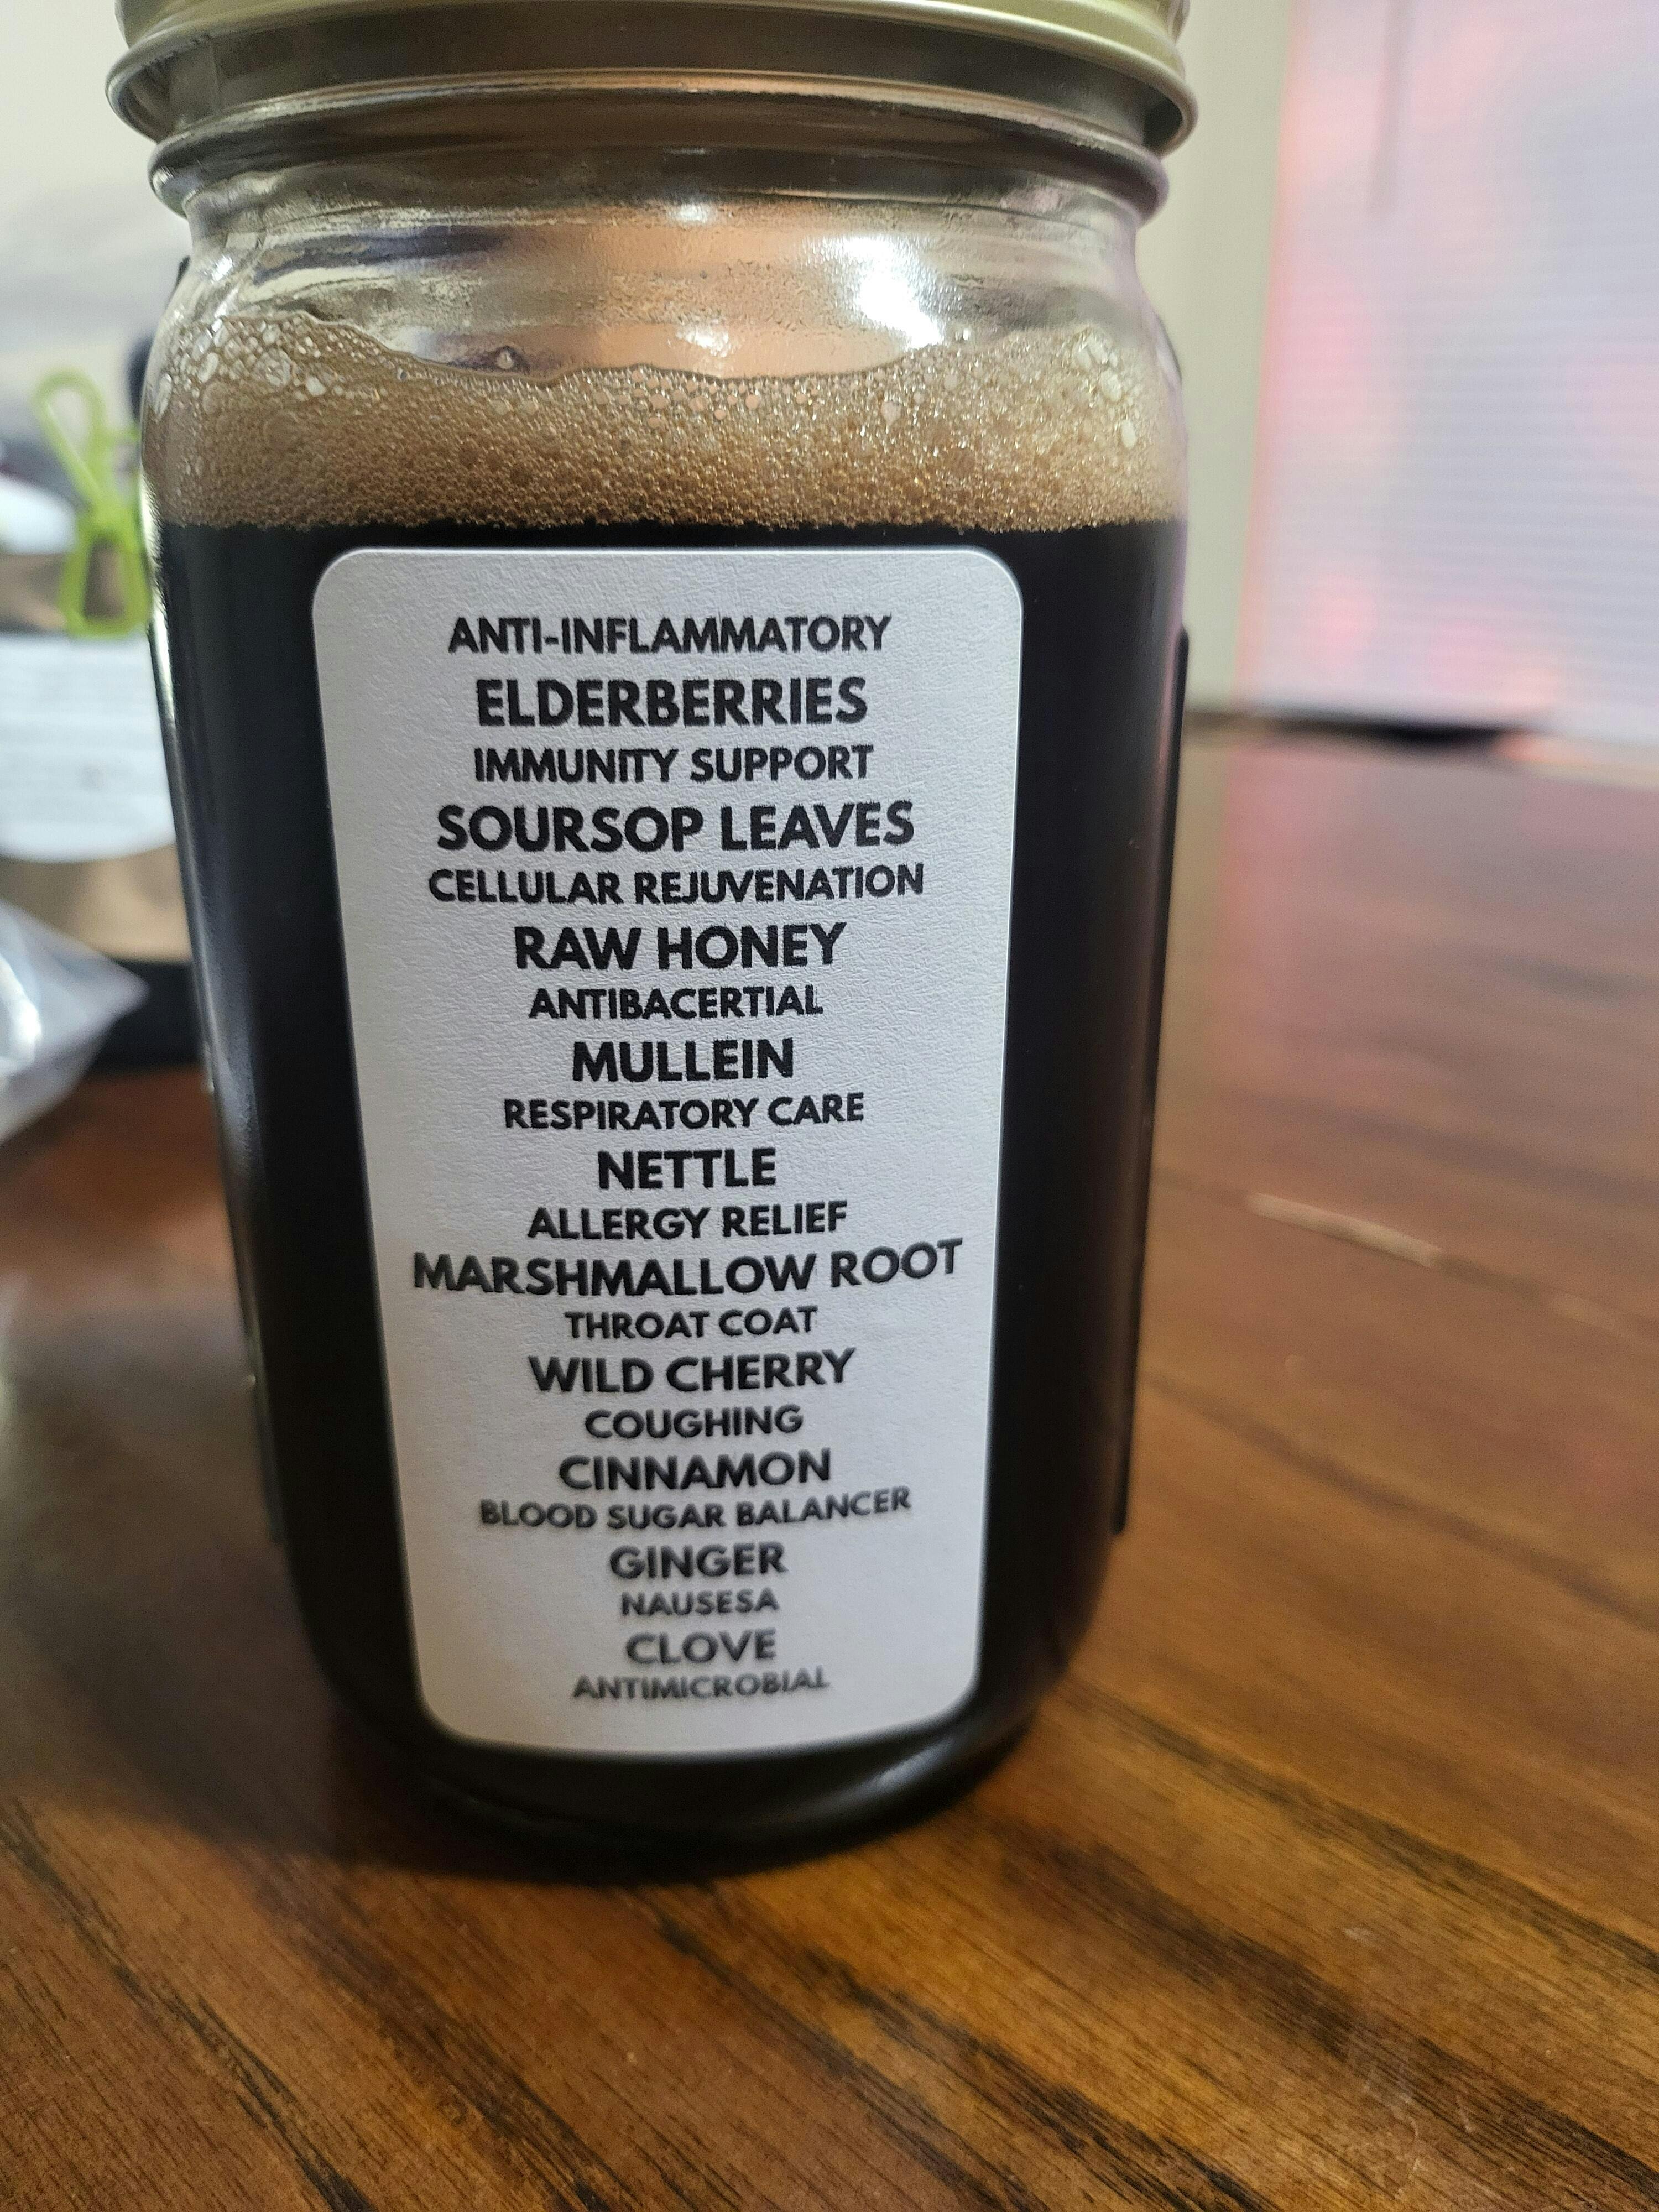 ANTI-INFLAMMATORY
ELDERBERRIES
IMMUNITY SUPPORT
SOURSOP LEAVES
CELLULAR REJUVENATION
RAW HONEY
ANTIBACERTIAL
MULLEIN
RESPIRATORY CARE
NETTLE
ALLERGY RELIEF
MARSHMALLOW ROOT
THROAT COAT
WILD CHERRY
COUGHING
CINNAMON
BLOOD SUGAR BALANCER
GINGER
NAUSESA
CLOVE
ANTIMICROBIAL